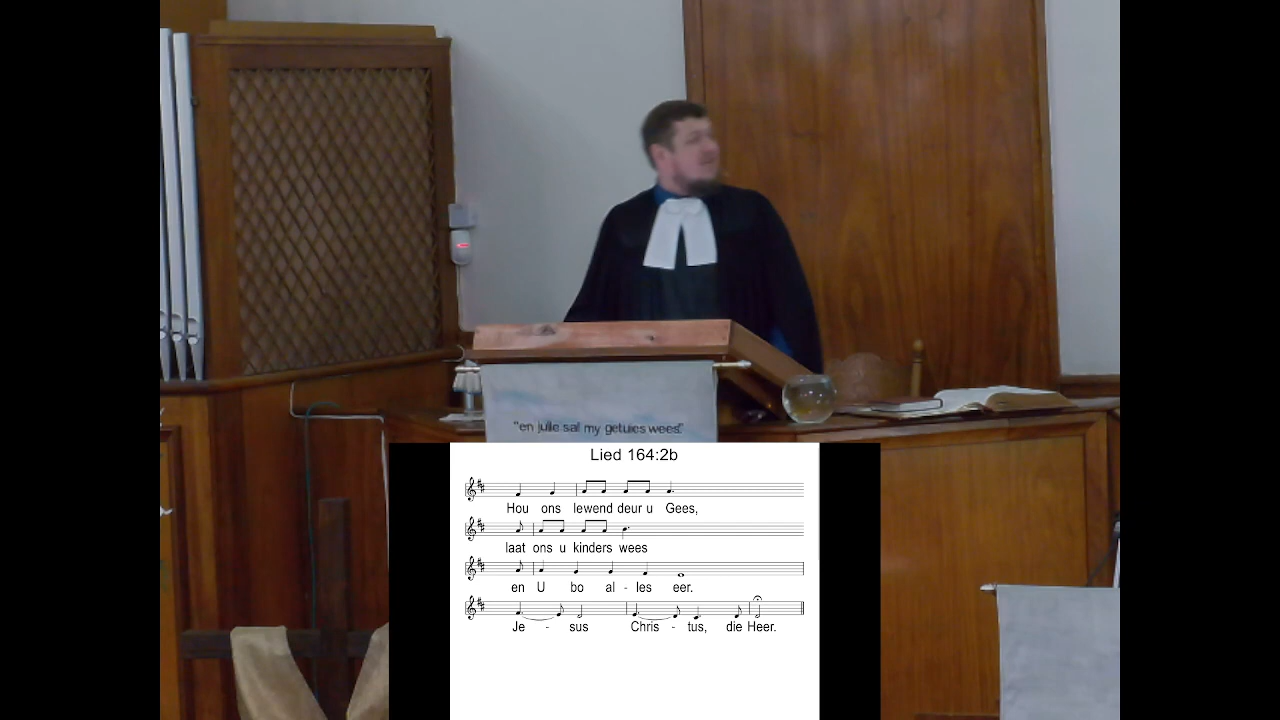 "en julle sal my getuies wees"
Lied 164:2b
Hou ons lewend deur u Gees,
laat ons u kinders wees
en U bo al - les eer.
Je - sus Chris - tus, die Heer.